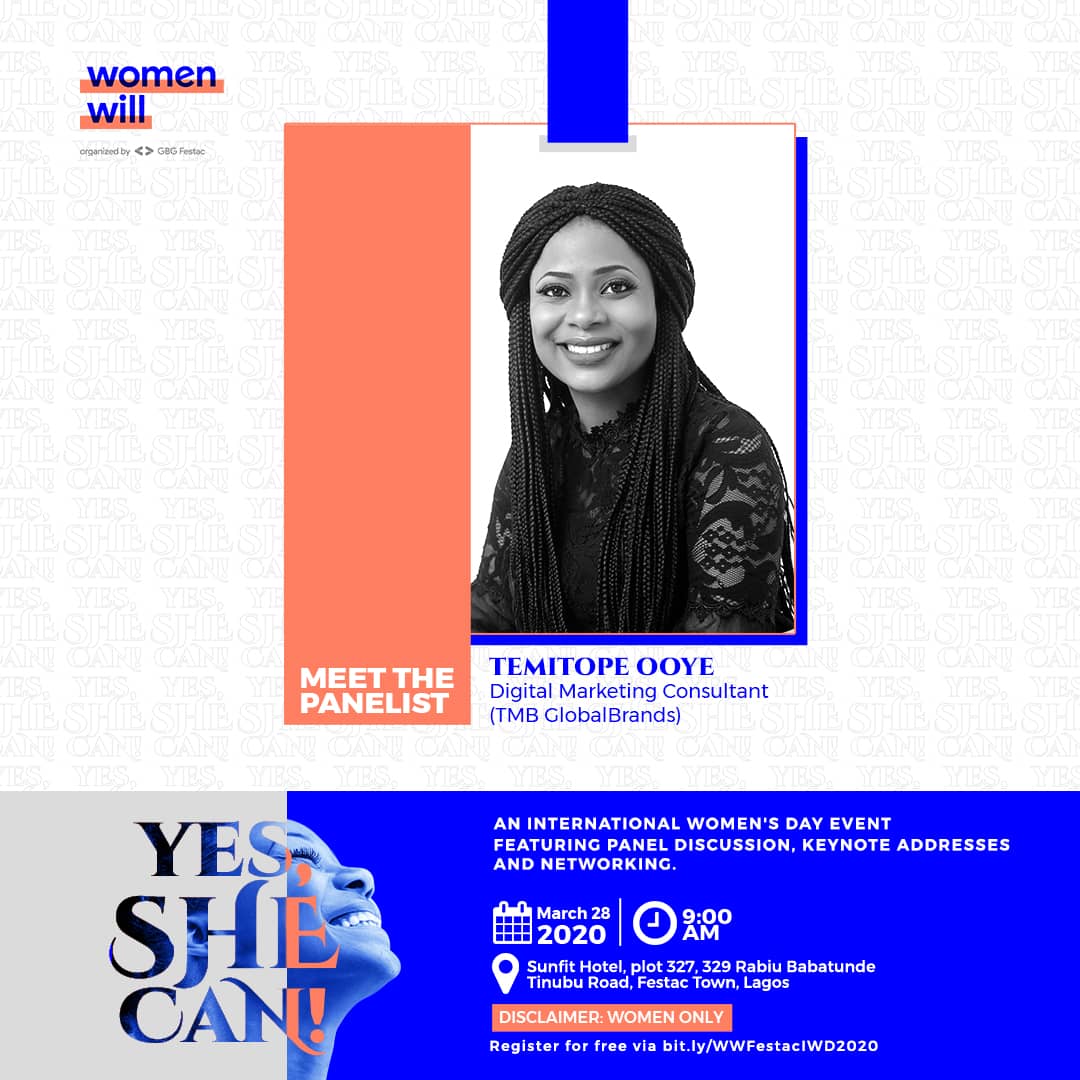 women
will
organized by <> GBG Festac
MEET THE
PANELIST
TEMITOPE OOYE
Digital Marketing Consultant
(TMB GlobalBrands)
YES,
SHE
CAN!
AN INTERNATIONAL WOMEN'S DAY EVENT
FEATURING PANEL DISCUSSION, KEYNOTE ADDRESSES
AND NETWORKING.
March 28
2020
9:00
AM
Sunfit Hotel, plot 327, 329 Rabiu Babatunde
Tinubu Road, Festac Town, Lagos
DISCLAIMER: WOMEN ONLY
Register for free via bit.ly/WWFestacIWD2020